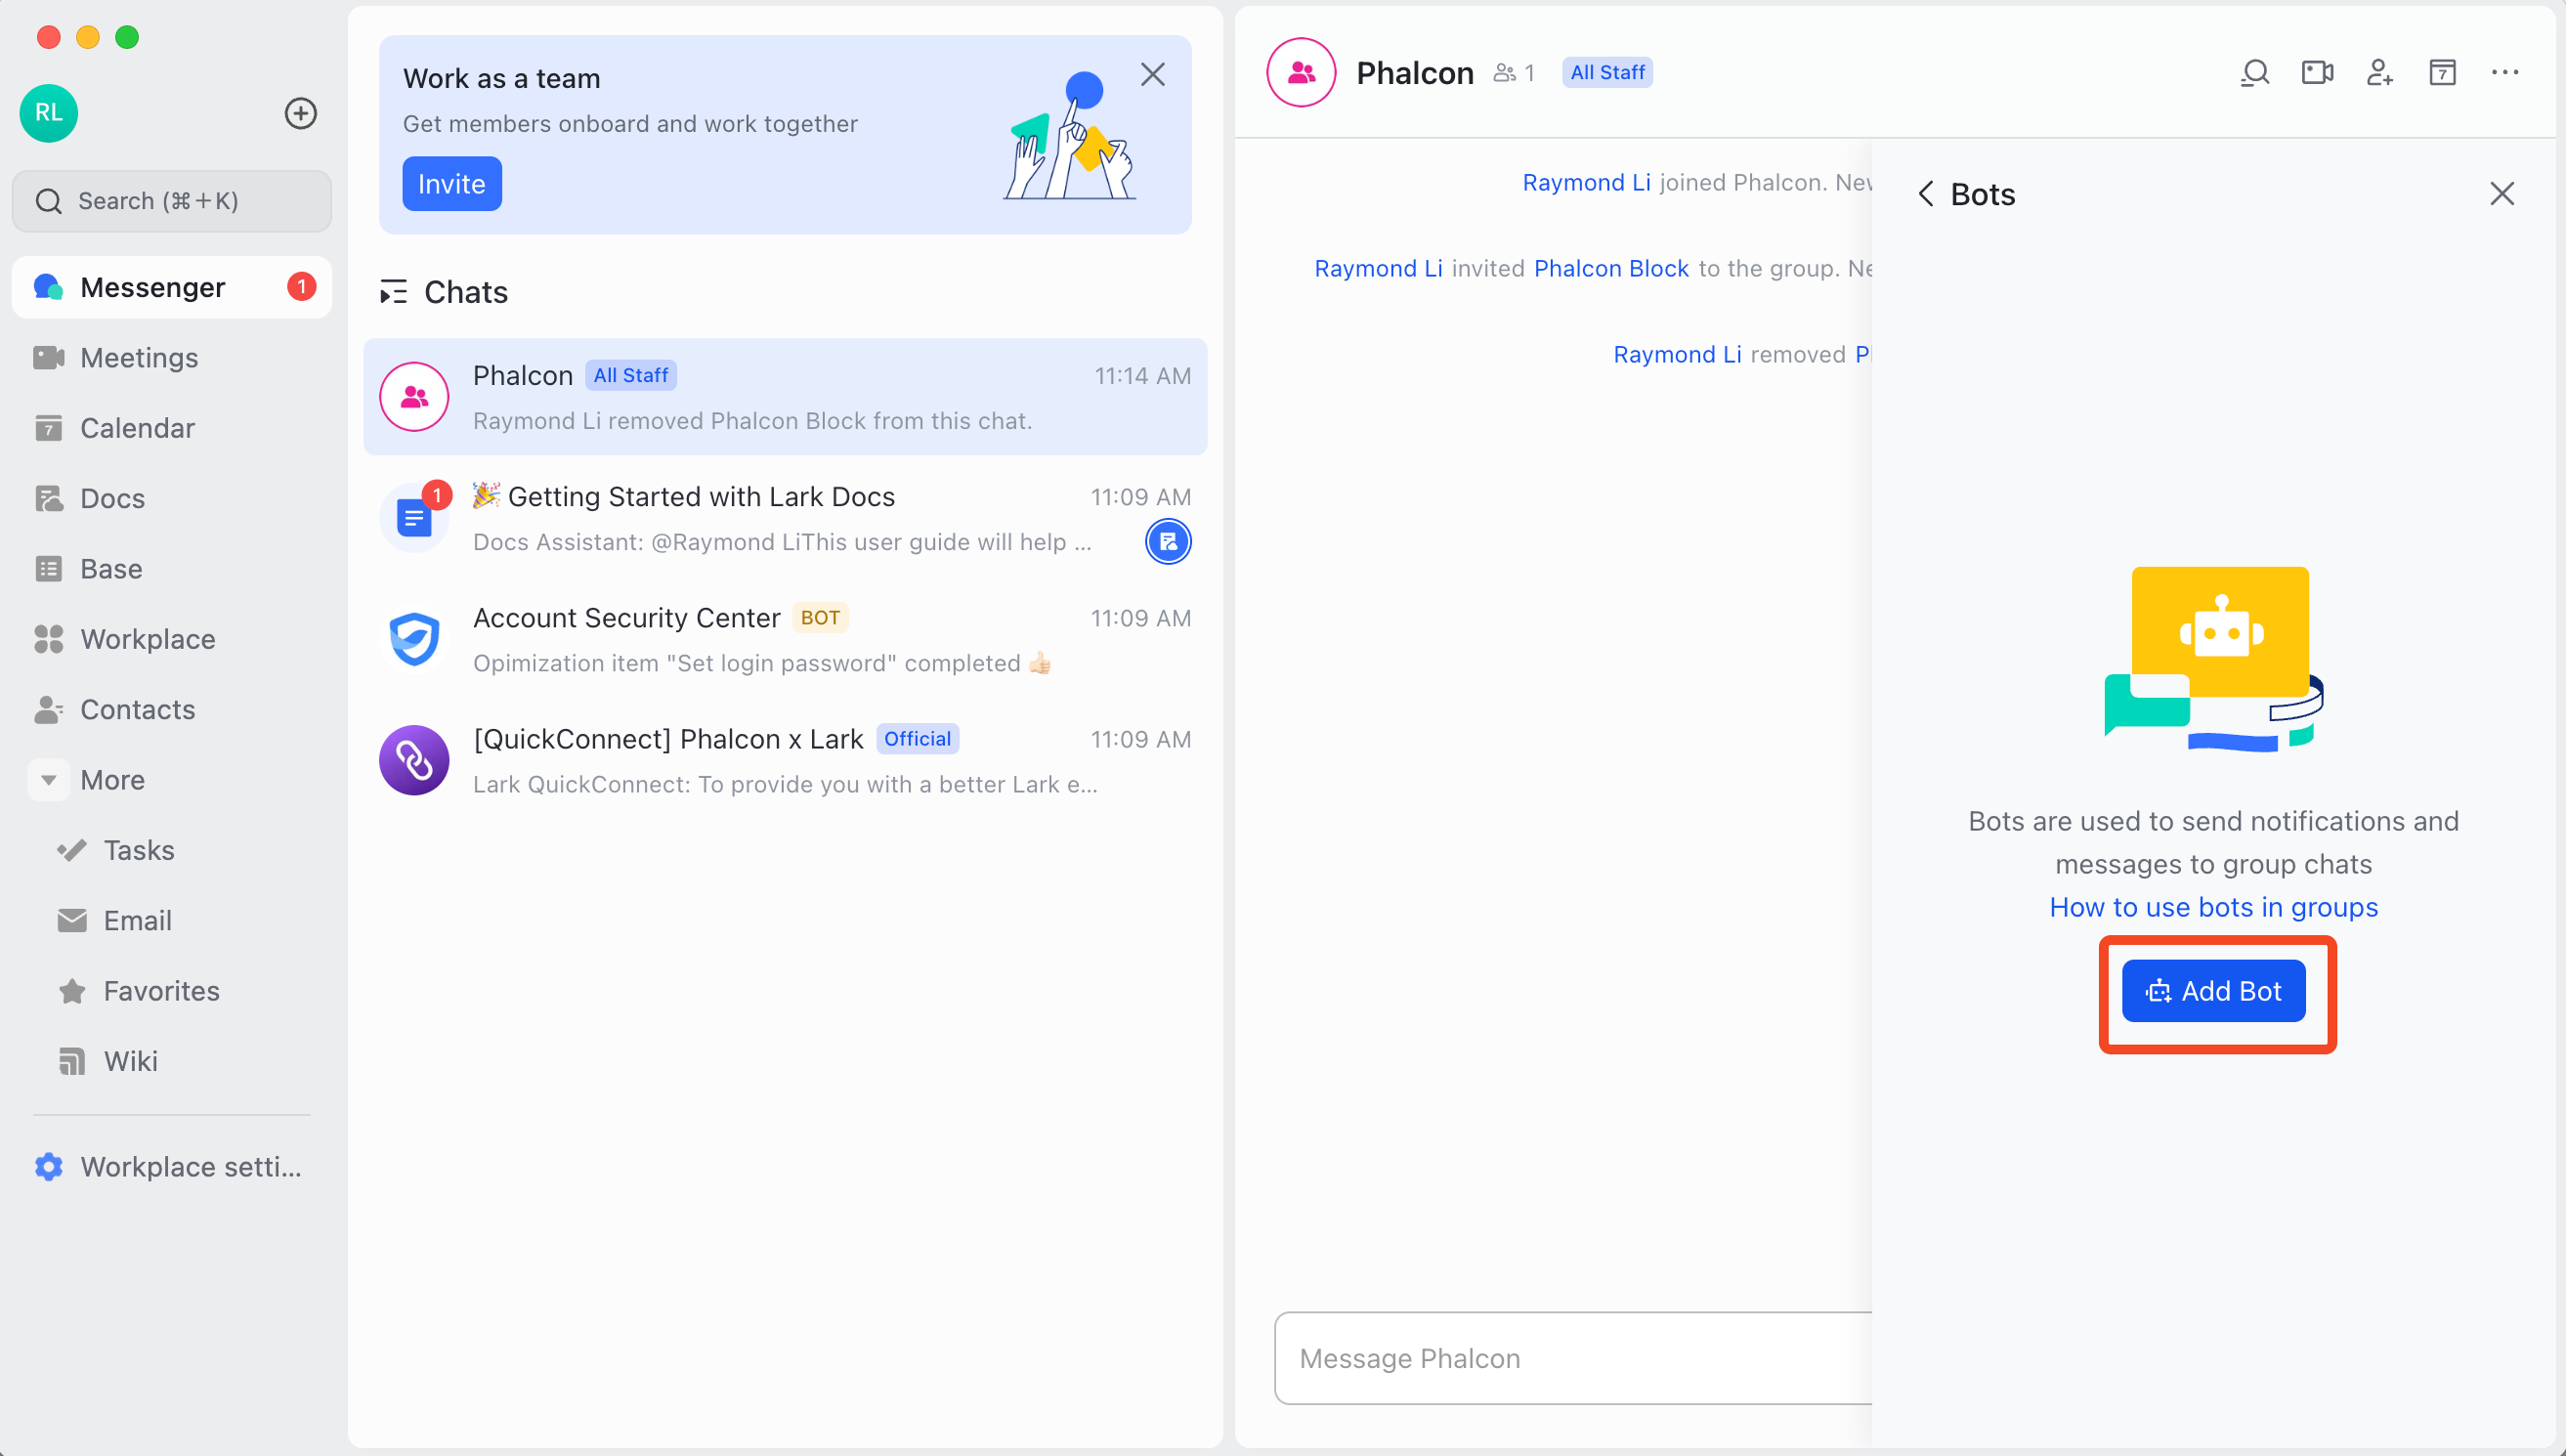 RL
Search (⌘+K)
Messenger
1
Meetings
7
Calendar
Docs
Base
Workplace
Contacts
More
Tasks
Email
Favorites
Wiki
Workplace setti...
Work as a team
Get members onboard and work together
Invite
Chats
Phalcon All Staff 11:14 AM
Raymond Li removed Phalcon Block from this chat.
1
🎉 Getting Started with Lark Docs 11:09 AM
Docs Assistant: @Raymond LiThis user guide will help ...
Account Security Center BOT 11:09 AM
Opimization item "Set login password" completed 👍🏻
[QuickConnect] Phalcon x Lark Official 11:09 AM
Lark QuickConnect: To provide you with a better Lark e...
Phalcon 1 All Staff
7
Raymond Li joined Phalcon. New
Raymond Li invited Phalcon Block to the group. Ne
Raymond Li removed P
Message Phalcon
Bots
Bots are used to send notifications and
messages to group chats
How to use bots in groups
Add Bot